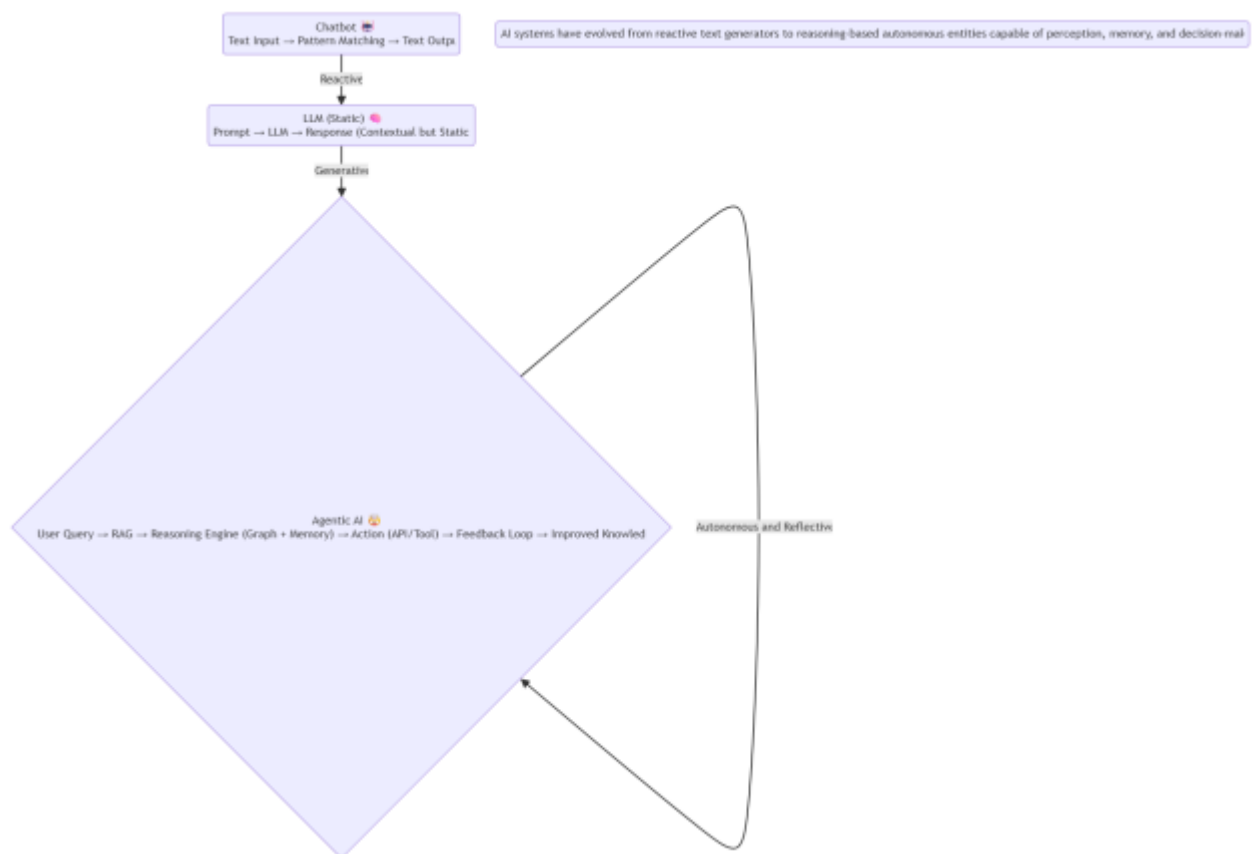 Chatbot
Text Input → Pattern Matching → Text Outpu
AI systems have evolved from reactive text generators to reasoning-based autonomous entities capable of perception, memory, and decision-mak
Reactive
LLM (Static)
Prompt → LLM → Response (Contextual but Static
Generative
Agentic AI
User Query → RAG → Reasoning Engine (Graph + Memory) → Action (API/Tool) → Feedback Loop → Improved Knowled
Autonomous and Reflective